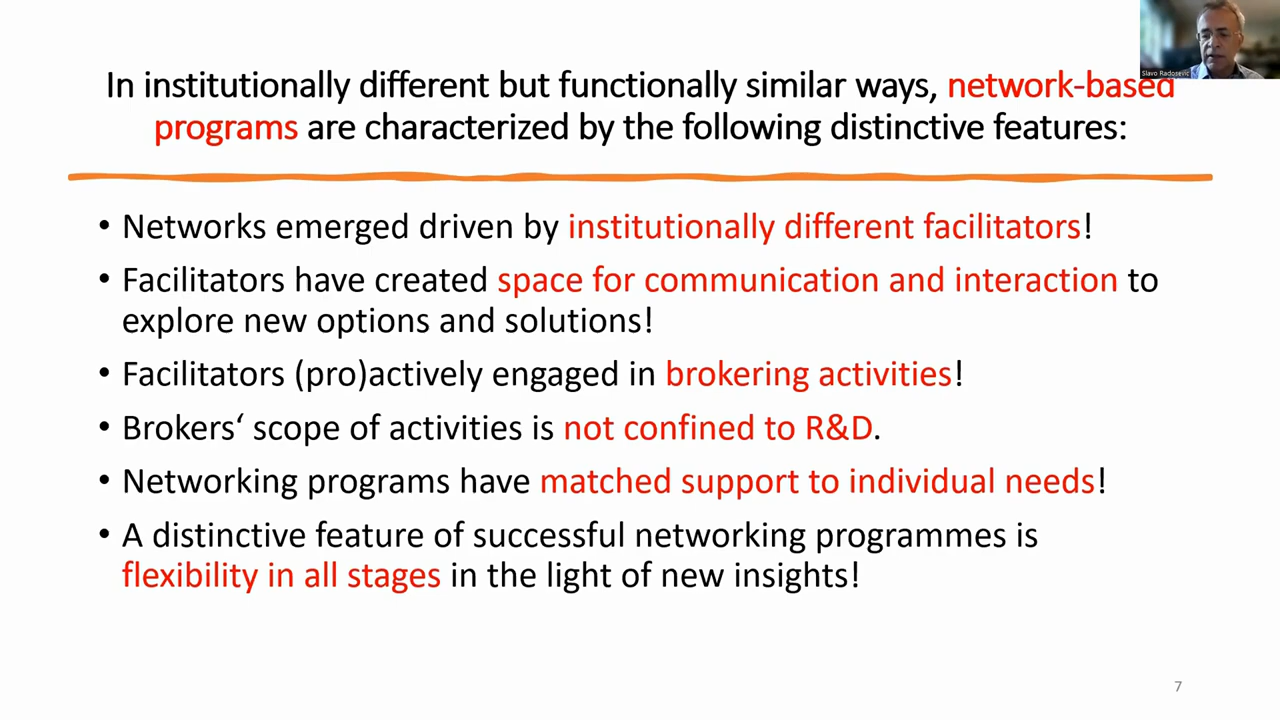 In institutionally different but functionally similar ways, network-based
programs are characterized by the following distinctive features:
Slavo Radosevic
• Networks emerged driven by institutionally different facilitators!
• Facilitators have created space for communication and interaction to
explore new options and solutions!
• Facilitators (pro)actively engaged in brokering activities!
• Brokers‘ scope of activities is not confined to R&D.
• Networking programs have matched support to individual needs!
• A distinctive feature of successful networking programmes is
flexibility in all stages in the light of new insights!
7